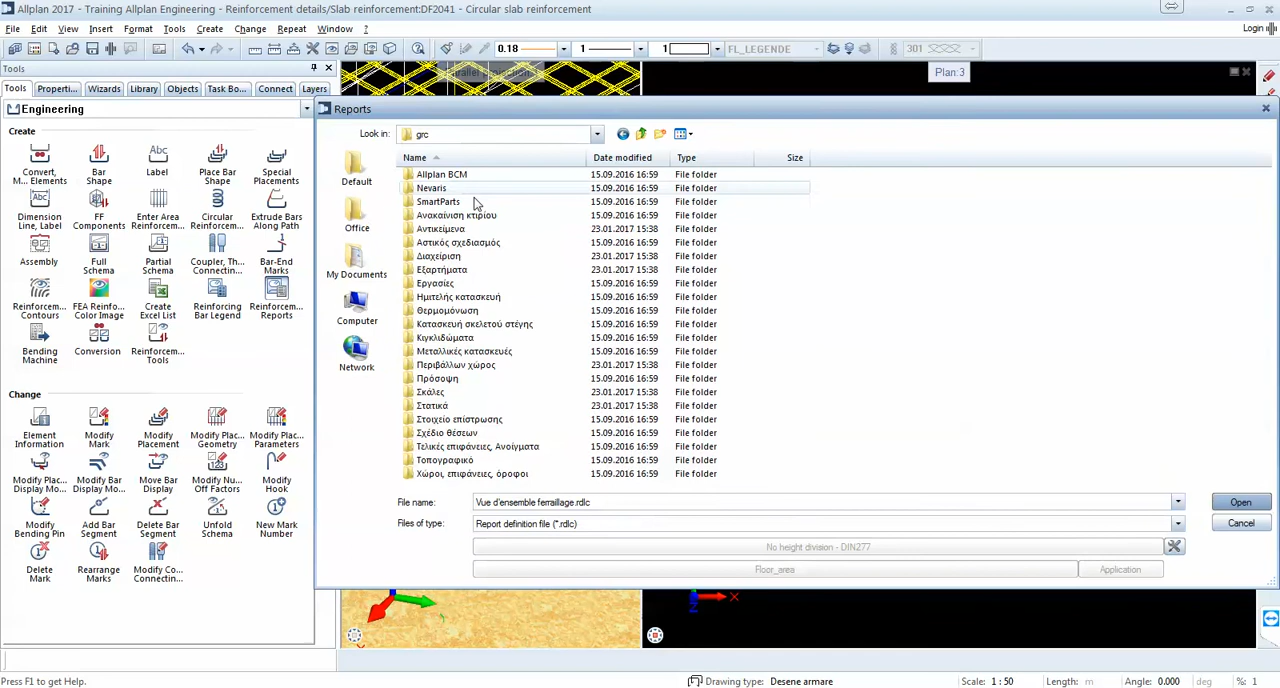 Allplan 2017 - Training Allplan Engineering - Reinforcement details/Slab reinforcement:DF2041 - Circular slab reinforcement
File Edit View Insert Format Tools Create Change Repeat Window ?
Login
0.18 1 1 FL_LEGENDE 301
Tools
Plan:3
Tools Properti... Wizards Library Objects Task Bo... Connect Layers
Engineering
Create
Convert, M... Elements
Bar Shape
Label
Place Bar Shape
Special Placements
Dimension Line, Label
FF Components
Enter Area Reinforcem...
Circular Reinforcem...
Extrude Bars Along Path
Assembly
Full Schema
Partial Schema
Coupler, Th... Connectin...
Bar-End Marks
Reinforcem... Contours
FEA Reinfo... Color Image
Create Excel List
Reinforcing Bar Legend
Reinforcem... Reports
Bending Machine
Conversion
Reinforcem... Tools
Change
Element Information
Modify Mark
Modify Placement
Modify Plac... Geometry
Modify Plac... Parameters
Modify Plac... Display Mo...
Modify Bar Display Mo...
Move Bar Display
Modify Nu... Off Factors
Modify Hook
Modify Bending Pin
Add Bar Segment
Delete Bar Segment
Unfold Schema
New Mark Number
Delete Mark
Rearrange Marks
Modify Co... Connectin...
Reports
Look in: grc
Name Date modified Type Size
Allplan BCM 15.09.2016 16:59 File folder
Nevaris 15.09.2016 16:59 File folder
SmartParts 15.09.2016 16:59 File folder
Ανακαίνιση κτιρίου 15.09.2016 16:59 File folder
Αντικείμενα 23.01.2017 15:38 File folder
Αστικός σχεδιασμός 15.09.2016 16:59 File folder
Διαχείριση 15.09.2016 16:59 File folder
Εξαρτήματα 23.01.2017 15:38 File folder
Εργασίες 15.09.2016 16:59 File folder
Ημιτελής κατασκευή 15.09.2016 16:59 File folder
Θερμομόνωση 15.09.2016 16:59 File folder
Κατασκευή σκελετού στέγης 15.09.2016 16:59 File folder
Κιγκλιδώματα 15.09.2016 16:59 File folder
Μεταλλικές κατασκευές 15.09.2016 16:59 File folder
Περιβάλλων χώρος 23.01.2017 15:38 File folder
Πρόσοψη 15.09.2016 16:59 File folder
Σκάλες 23.01.2017 15:38 File folder
Στατικά 23.01.2017 15:38 File folder
Στοιχείο επίστρωσης 15.09.2016 16:59 File folder
Σχέδιο θέσεων 15.09.2016 16:59 File folder
Τελικές επιφάνειες, Ανοίγματα 15.09.2016 16:59 File folder
Τοπογραφικό 15.09.2016 16:59 File folder
Χώροι, επιφάνειες, όροφοι 15.09.2016 16:59 File folder
Default
Office
My Documents
Computer
Network
File name: Vue d'ensemble ferraillage.rdlc Open
Files of type: Report definition file (*.rdlc) Cancel
No height division - DIN277
Floor_area Application
X
Z
Press F1 to get Help. Drawing type: Desene armare Scale: 1 : 50 Length: m Angle: 0.000 deg %: 1